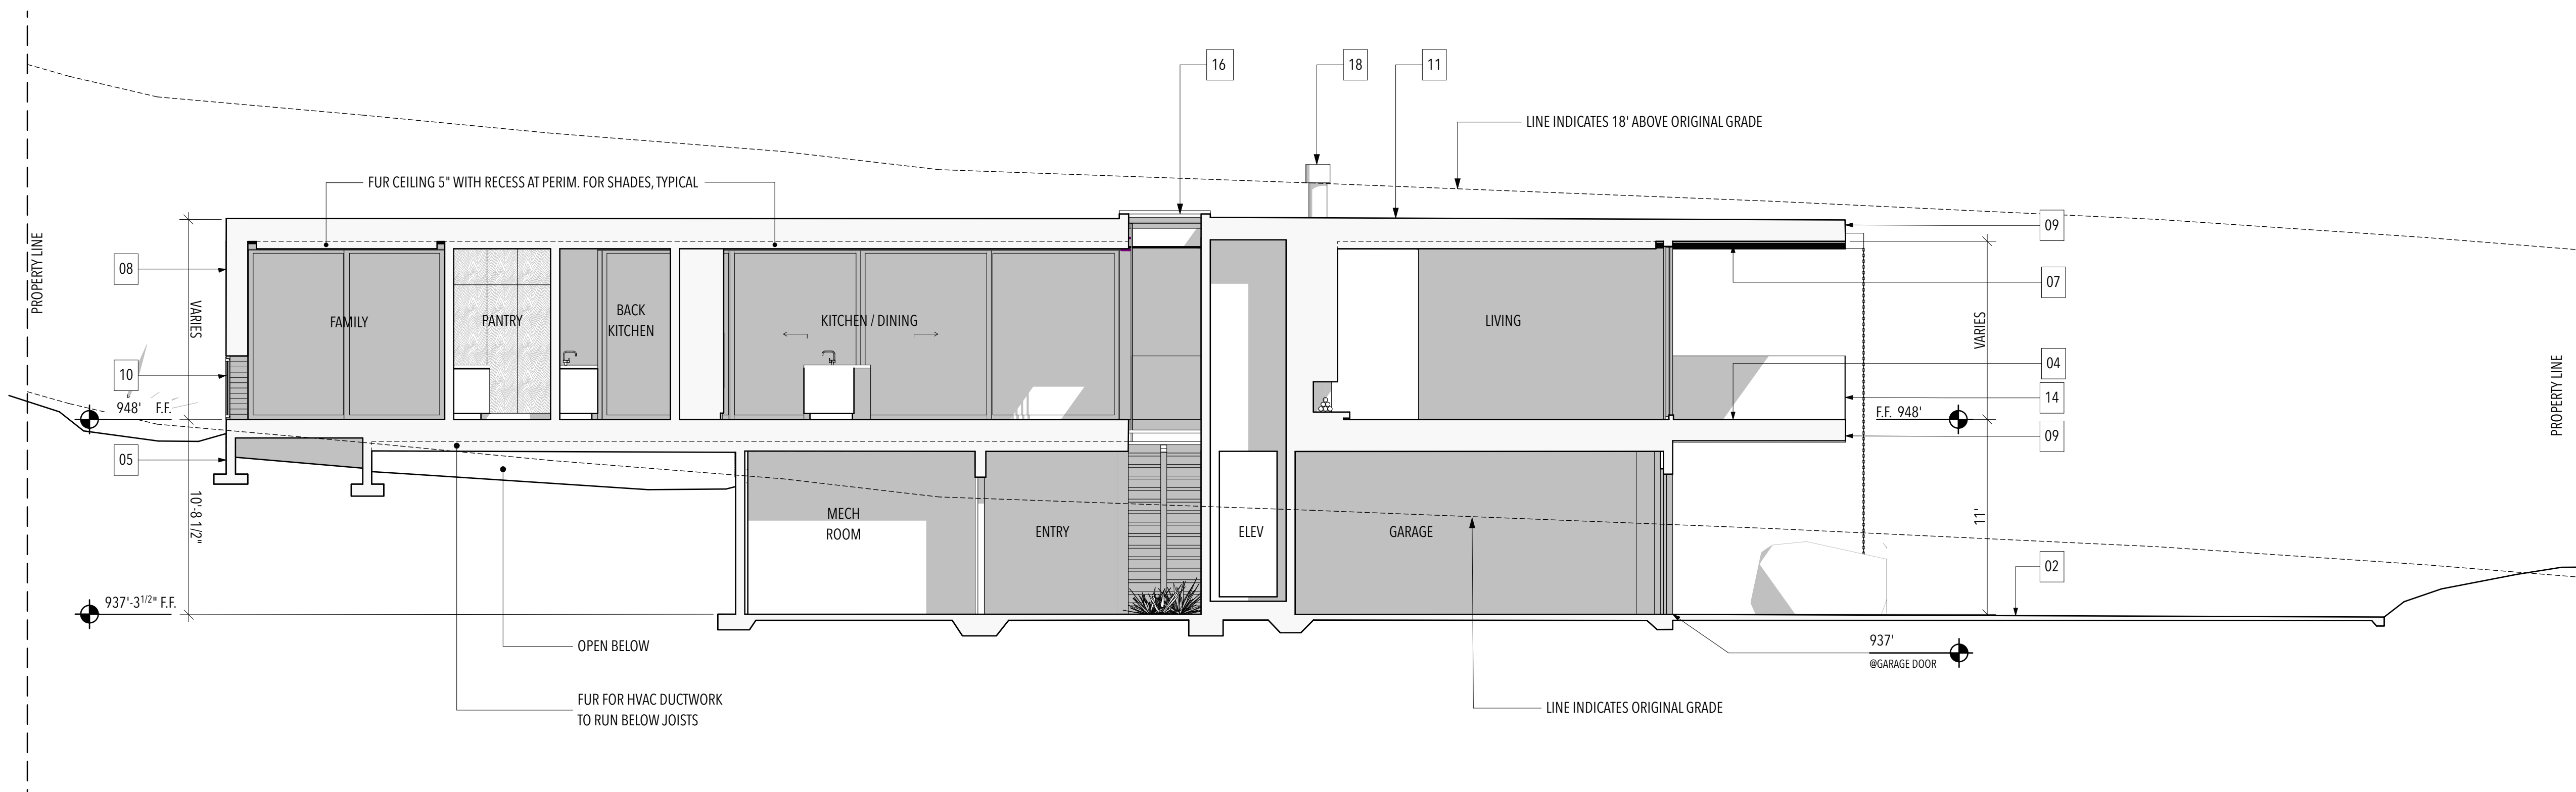 16
18
11
LINE INDICATES 18' ABOVE ORIGINAL GRADE
FUR CEILING 5" WITH RECESS AT PERIM. FOR SHADES, TYPICAL
PROPERTY LINE
08
VARIES
10
948' F.F.
05
10'-8 1/2"
937'-3 1/2" F.F.
FAMILY
PANTRY
BACK
KITCHEN
KITCHEN / DINING
LIVING
09
07
VARIES
04
14
F.F. 948'
09
PROPERTY LINE
MECH
ROOM
ENTRY
ELEV
GARAGE
11'
02
OPEN BELOW
937'
@GARAGE DOOR
FUR FOR HVAC DUCTWORK
TO RUN BELOW JOISTS
LINE INDICATES ORIGINAL GRADE